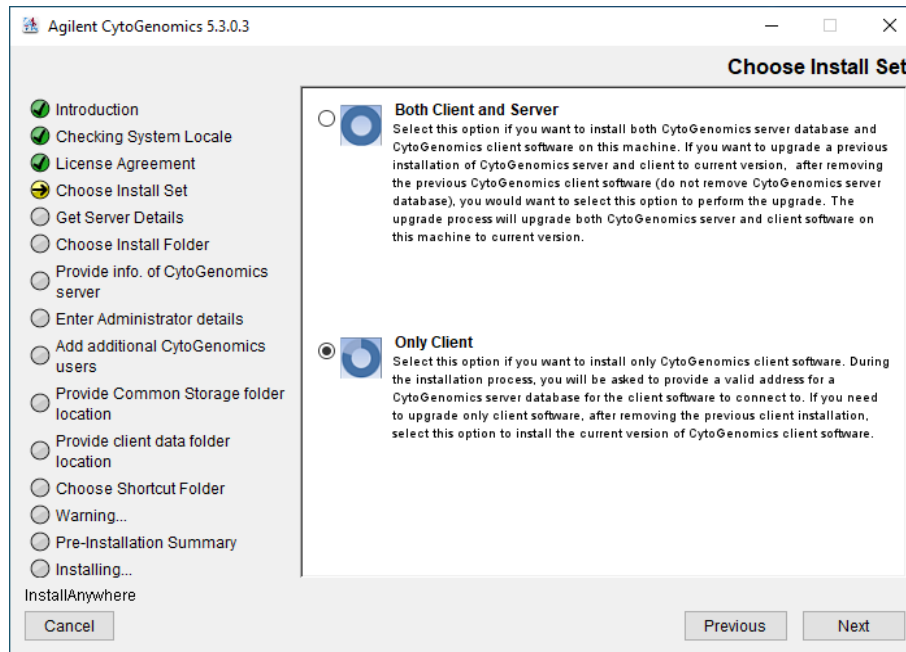 Agilent CytoGenomics 5.3.0.3
Choose Install Set
Introduction
Checking System Locale
License Agreement
Choose Install Set
Get Server Details
Choose Install Folder
Provide info. of CytoGenomics
server
Enter Administrator details
Add additional CytoGenomics
users
Provide Common Storage folder
location
Provide client data folder
location
Choose Shortcut Folder
Warning...
Pre-Installation Summary
Installing...
Both Client and Server
Select this option if you want to install both CytoGenomics server database and
CytoGenomics client software on this machine. If you want to upgrade a previous
installation of CytoGenomics server and client to current version, after removing
the previous CytoGenomics client software (do not remove CytoGenomics server
database), you would want to select this option to perform the upgrade. The
upgrade process will upgrade both CytoGenomics server and client software on
this machine to current version.
Only Client
Select this option if you want to install only CytoGenomics client software. During
the installation process, you will be asked to provide a valid address for a
CytoGenomics server database for the client software to connect to. If you need
to upgrade only client software, after removing the previous client installation,
select this option to install the current version of CytoGenomics client software.
InstallAnywhere
Cancel
Previous
Next